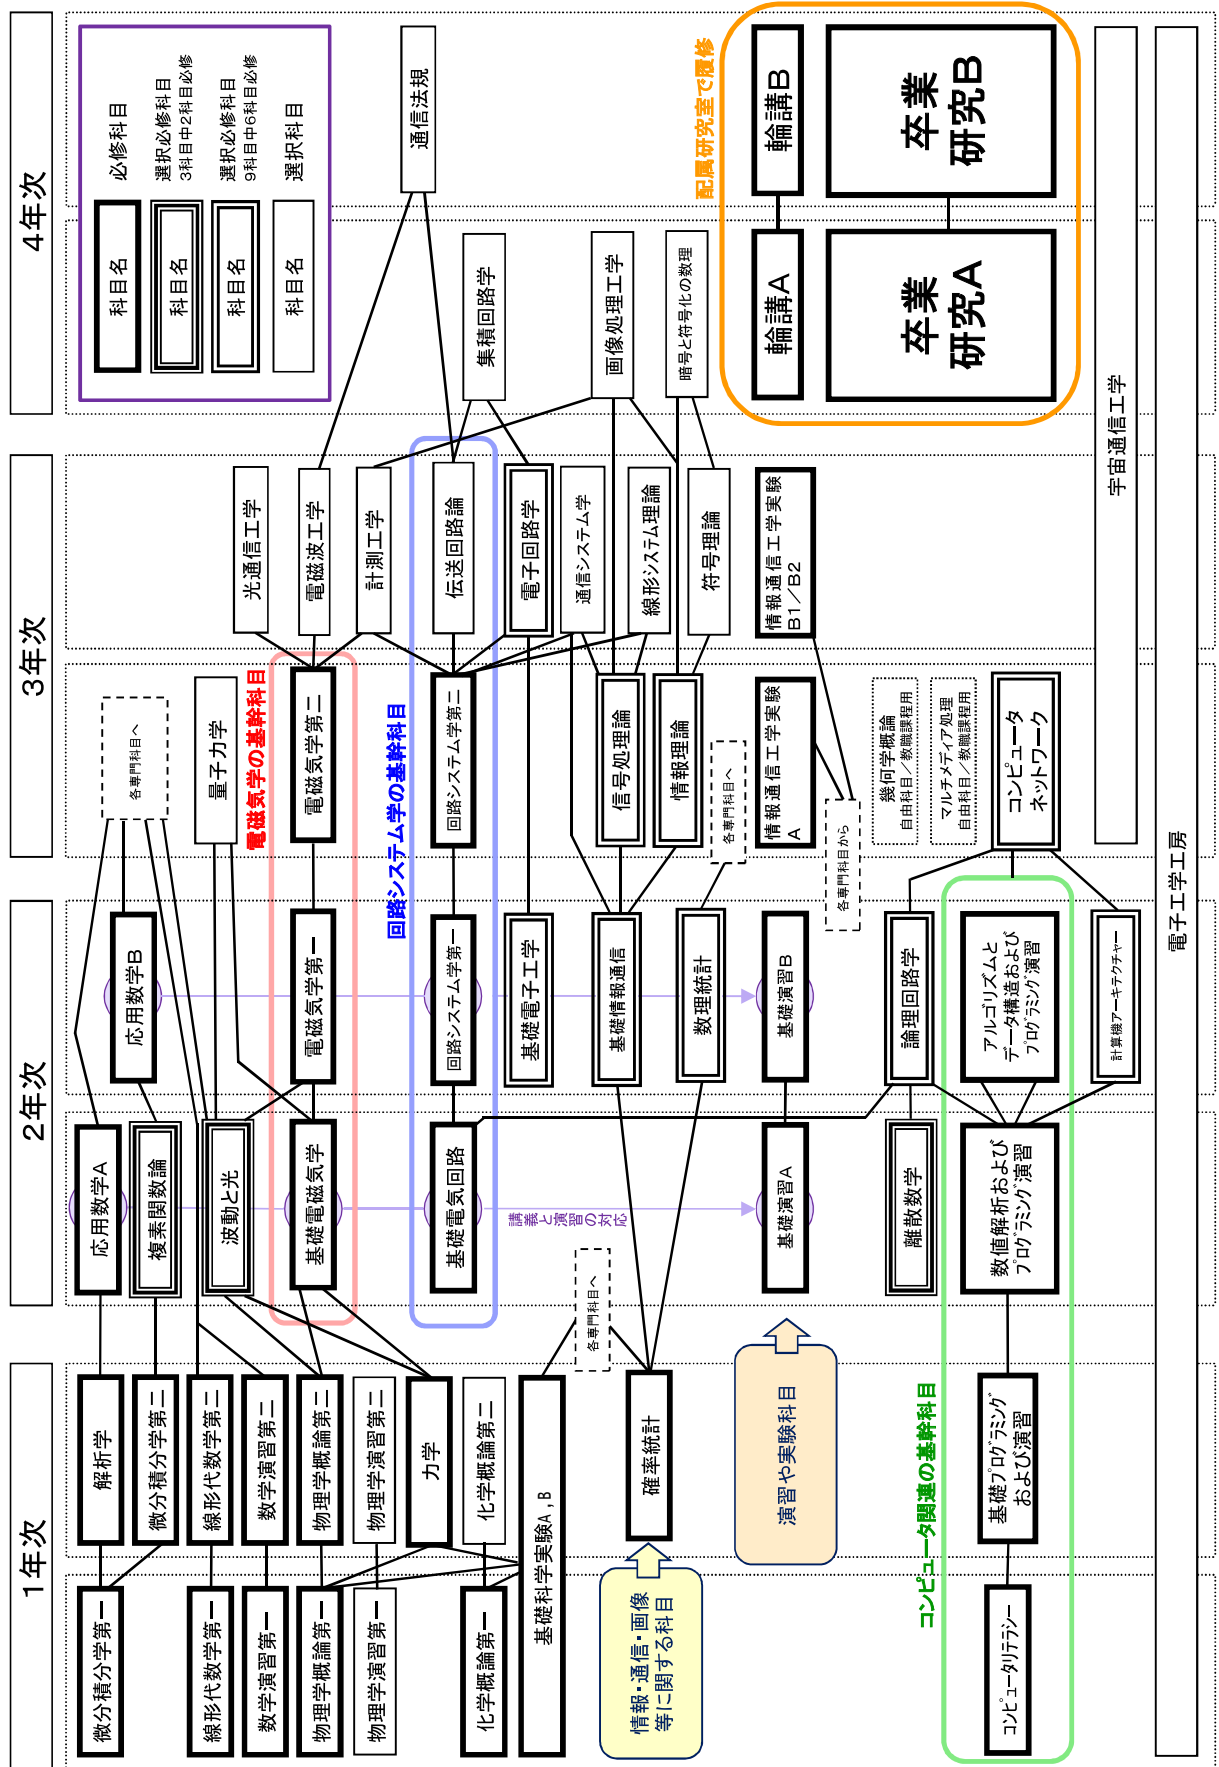 1年次
2年次
3年次
4年次
科目名
必修科目
科目名
選択必修科目
3科目中2科目必修
科目名
選択必修科目
9科目中6科目必修
科目名
選択科目
微分積分学第一
線形代数学第一
数学演習第一
物理学概論第一
物理学演習第一
化学概論第一
基礎科学実験A,B
コンピュータリテラシー
解析学
微分積分学第二
線形代数学第二
数学演習第二
物理学概論第二
物理学演習第二
力学
化学概論第二
確率統計
基礎プログラミング
および演習
情報・通信・画像
等に関する科目
演習や実験科目
コンピュータ関連の基幹科目
各専門科目へ
応用数学A
複素関数論
波動と光
基礎電磁気学
基礎電気回路
講義と演習の対応
基礎演習A
離散数学
数値解析および
プログラミング演習
応用数学B
電磁気学第一
回路システム学第一
基礎電子工学
基礎情報通信
数理統計
基礎演習B
論理回路学
アルゴリズムと
データ構造および
プログラミング演習
計算機アーキテクチャー
各専門科目へ
量子力学
電磁気学の基幹科目
電磁気学第二
回路システム学の基幹科目
回路システム学第二
信号処理論
情報理論
各専門科目へ
情報通信工学実験
A
各専門科目から
幾何学概論
自由科目/教職課程用
マルチメディア処理
自由科目/教職課程用
コンピュータ
ネットワーク
光通信工学
電磁波工学
計測工学
伝送回路論
電子回路学
通信システム学
線形システム理論
符号理論
情報通信工学実験
B1/B2
集積回路学
画像処理工学
暗号と符号化の数理
通信法規
配属研究室で履修
輪講A
輪講B
卒業
研究A
卒業
研究B
宇宙通信工学
電子工学工房